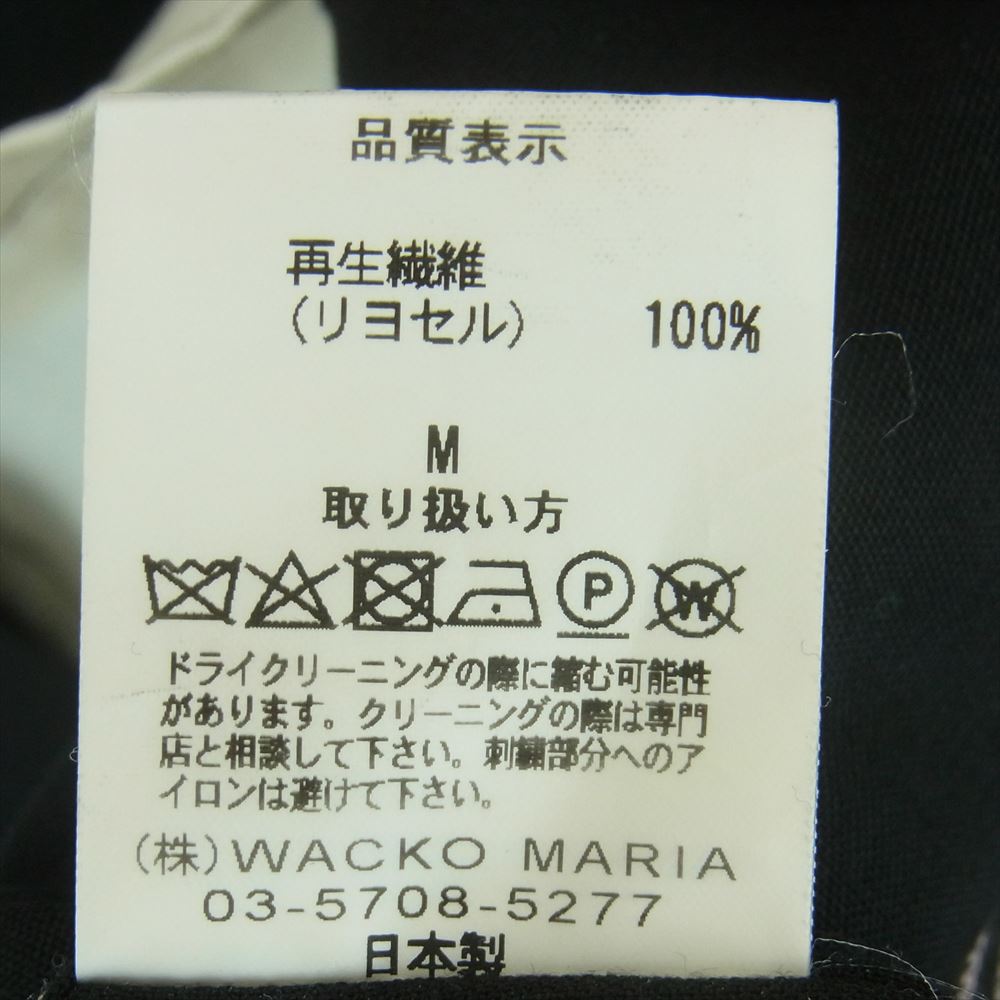 品質表示
再生繊維
(リヨセル) 100%
M
取り扱い方
P W
ドライクリーニングの際に縮む可能性
があります。クリーニングの際は専門
店と相談して下さい。刺繍部分へのア
イロンは避けて下さい。
(株)WACKO MARIA
03-5708-5277
日本製